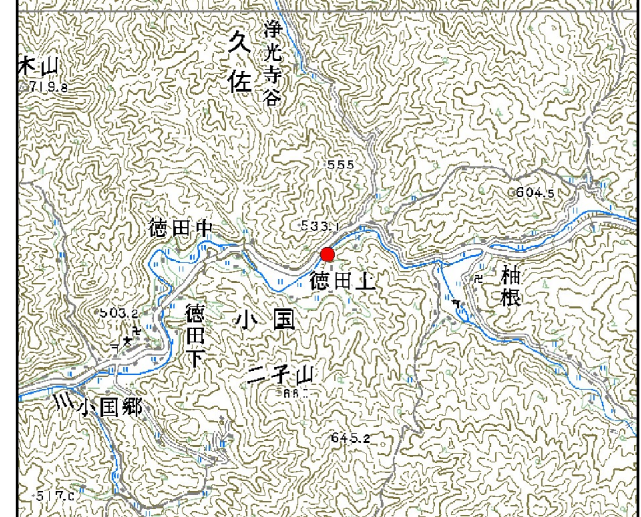 浄光寺谷
久佐
木山
719.8
555
604.5
533.1
徳田中
徳田上
柚根
503.2
徳田下
小国
二子山
川
小国郷
645.2